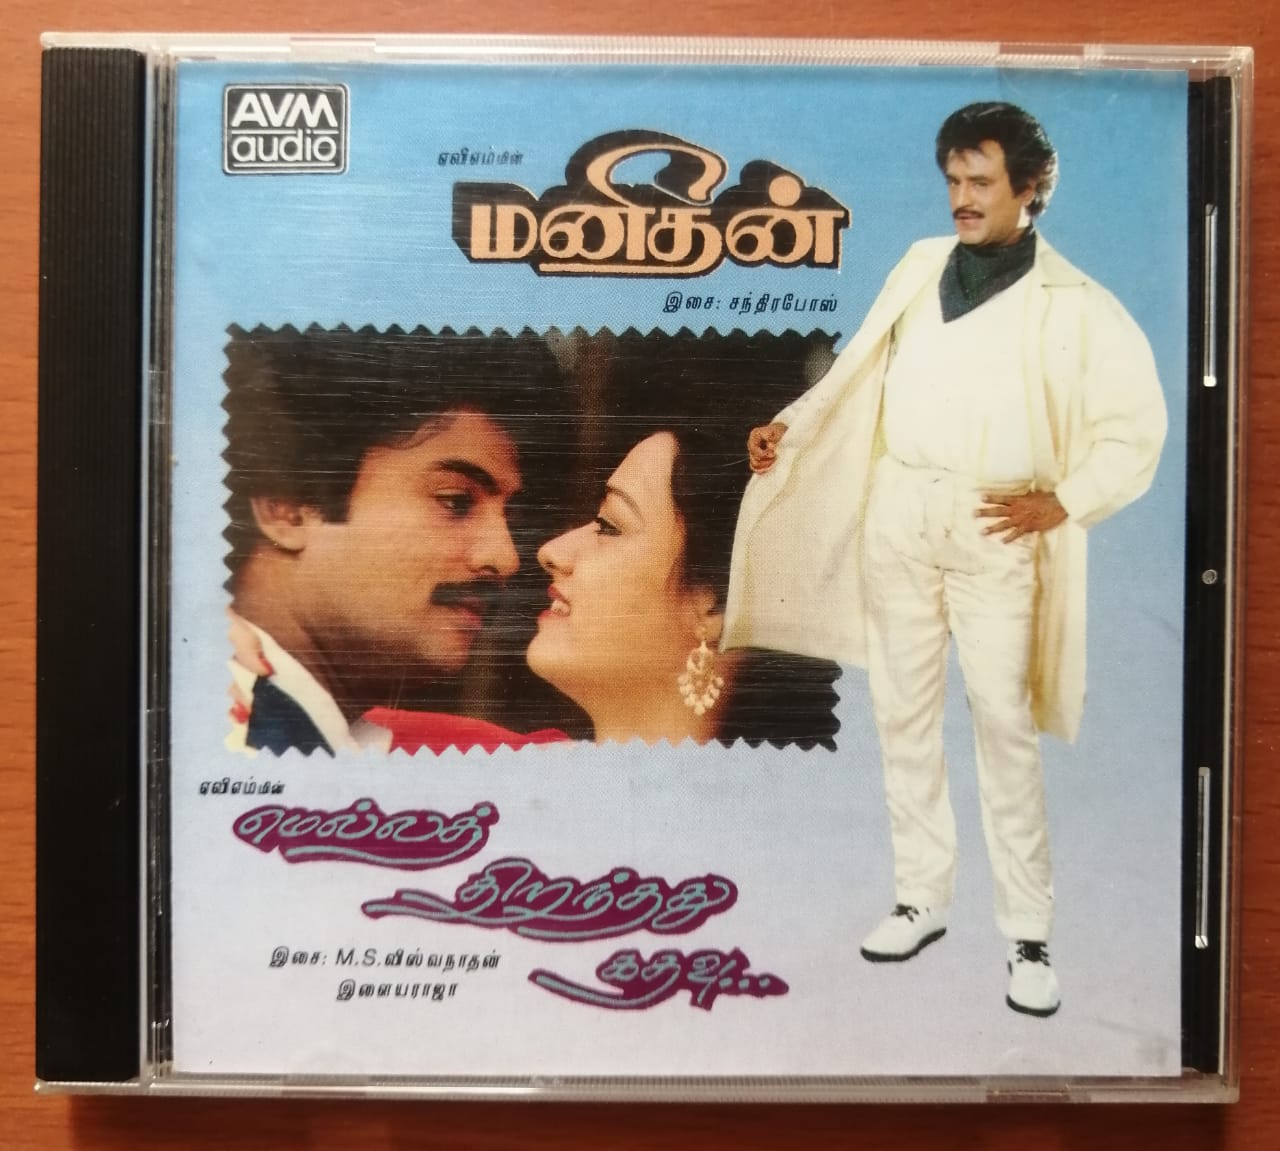 AVM
audio
ஏவிஎம்மின்
மனிதன்
இசை: சந்திரபோஸ்
ஏவிஎம்மின்
மெல்லத்
திறந்தது
கதவு...
இசை: M.S.விஸ்வநாதன்
இளையராஜா